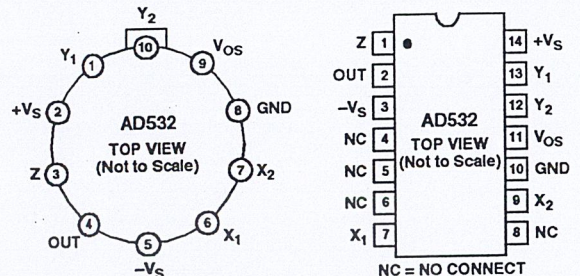 Y2
Y1 1 10 9 VOS
+VS 2 8 GND
AD532
TOP VIEW
(Not to Scale)
Z 3 7 X2
OUT 4 6 X1
5
–VS
Z 1 14 +VS
OUT 2 13 Y1
–VS 3 12 Y2
NC 4 11 VOS
NC 5 10 GND
NC 6 9 X2
X1 7 8 NC
AD532
TOP VIEW
(Not to Scale)
NC = NO CONNECT